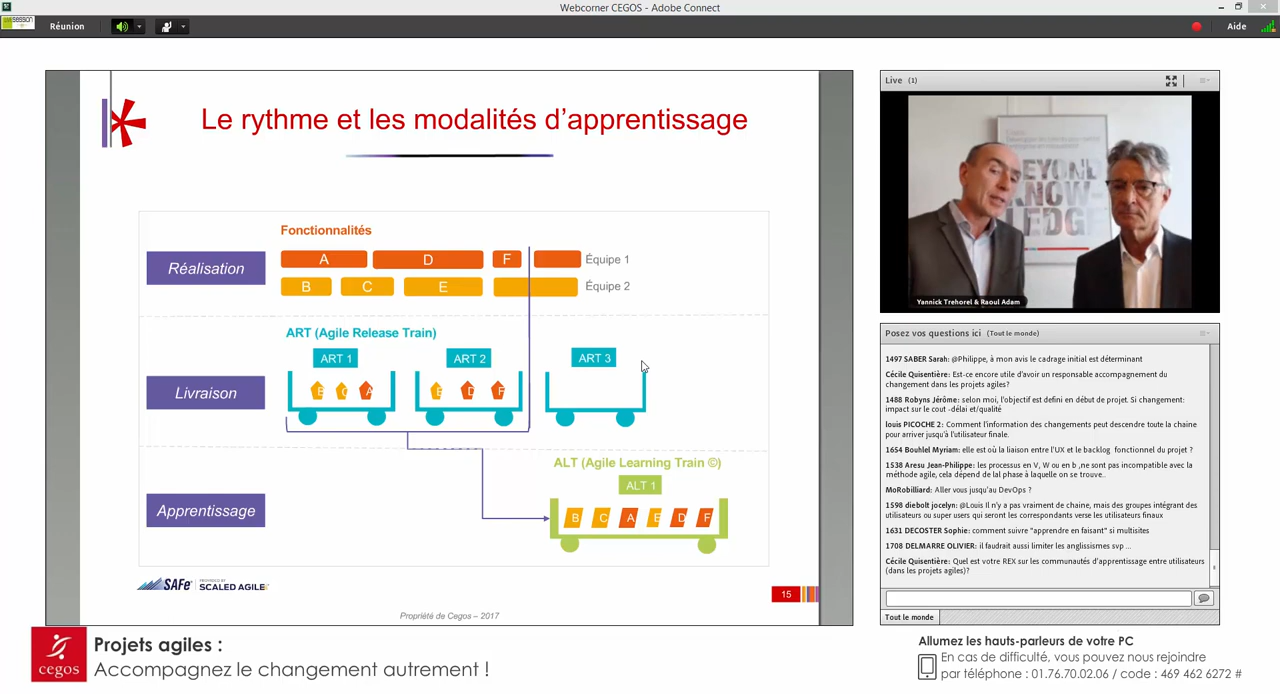 Webcorner CEGOS - Adobe Connect
Réunion
Aide
Le rythme et les modalités d'apprentissage
Fonctionnalités
Réalisation
A D F Équipe 1
B C E Équipe 2
ART (Agile Release Train)
ART 1 ART 2 ART 3
Livraison
B C A E D F
ALT (Agile Learning Train ©)
ALT 1
Apprentissage
B C A E D F
SAFe
SCALED AGILE
15
Propriété de Cegos – 2017
cegos
Projets agiles :
Accompagnez le changement autrement !
Live (1)
BEYOND
KNOW-
LEDGE
Yannick Trehorel & Raoul Adam
Posez vos questions ici (Tout le monde)
1497 SABER Sarah: @Philippe, à mon avis le cadrage initial est déterminant
Cécile Quisentière: Est-ce encore utile d'avoir un responsable accompagnement du
changement dans les projets agiles?
1488 Robyns Jérôme: selon moi, l'objectif est defini en début de projet. Si changement:
impact sur le cout -délai et/qualité
louis PICOCHE 2: Comment l'information des changements peut descendre toute la chaine
pour arriver jusqu'à l'utilisateur finale.
1654 Bouhlel Myriam: elle est où la liaison entre l'UX et le backlog fonctionnel du projet ?
1538 Aresu Jean-Philippe: les processus en V, W ou en b ,ne sont pas incompatible avec la
méthode agile, cela dépend de lal phase à laquelle on se trouve..
MoRobillard: Aller vous jusqu'au DevOps ?
1598 diebolt jocelyn: @Louis Il n'y a pas vraiment de chaine, mais des groupes intégrant des
utilisateurs ou super users qui seront les correspondants verse les utilisateurs finaux
1631 DECOSTER Sophie: comment suivre "apprendre en faisant" si multisites
1708 DELMARRE OLIVIER: il faudrait aussi limiter les anglissismes svp ...
Cécile Quisentière: Quel est votre REX sur les communautés d'apprentissage entre utilisateurs
(dans les projets agiles)?
Tout le monde
Allumez les hauts-parleurs de votre PC
En cas de difficulté, vous pouvez nous rejoindre
par téléphone : 01.76.70.02.06 / code : 469 462 6272 #